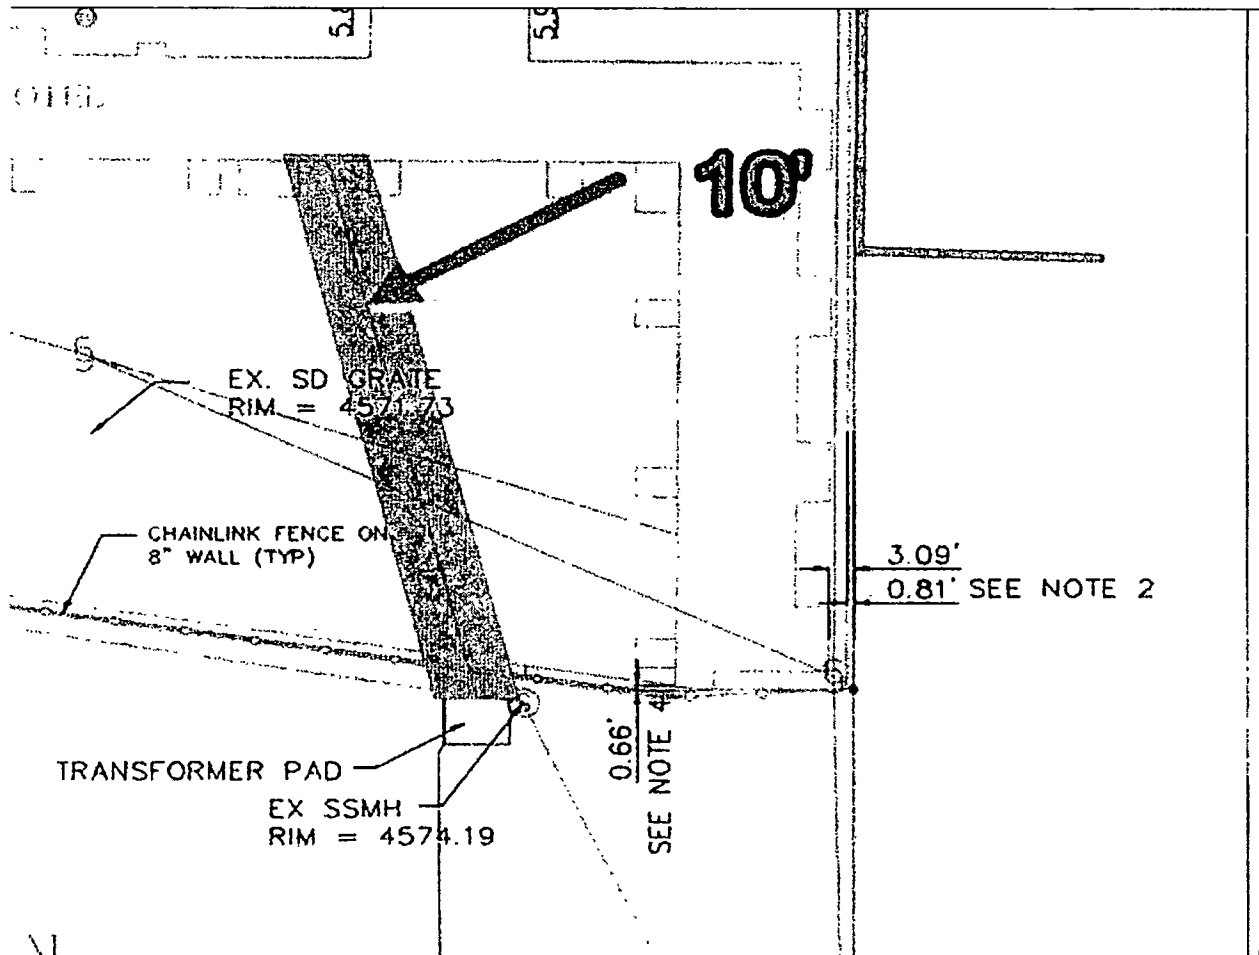 10'
EX. SD GRATE
RIM = 4571.73
CHAINLINK FENCE ON
8" WALL (TYP)
3.09'
0.81' SEE NOTE 2
0.66'
SEE NOTE 4
TRANSFORMER PAD
EX SSMH
RIM = 4574.19
S